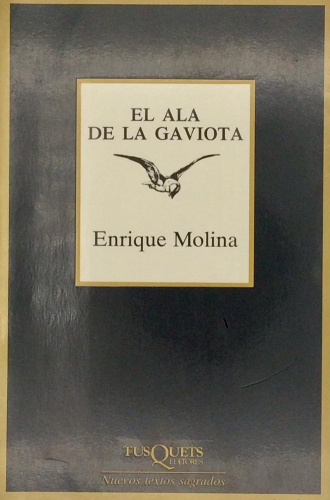 EL ALA
DE LA GAVIOTA
Enrique Molina
TUSQUETS
EDITORES
Nuevos textos sagrados